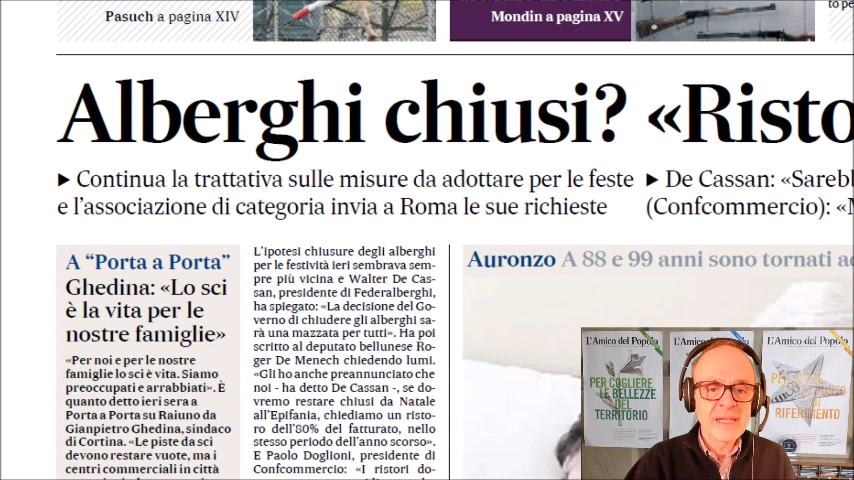 Pasuch a pagina XIV
Mondin a pagina XV
Alberghi chiusi? «Risto
▶ Continua la trattativa sulle misure da adottare per le feste
e l'associazione di categoria invia a Roma le sue richieste
▶ De Cassan: «Sareb
(Confcommercio): «
A "Porta a Porta"
Ghedina: «Lo sci
è la vita per le
nostre famiglie»
«Per noi e per le nostre
famiglie lo sci è vita. Siamo
preoccupati e arrabbiati». È
quanto detto ieri sera a
Porta a Porta su Raiuno da
Gianpietro Ghedina, sindaco
di Cortina. «Le piste da sci
devono restare vuote, ma i
centri commerciali in città
L'ipotesi chiusure degli alberghi
per le festività ieri sembrava sem-
pre più vicina e Walter De Cas-
san, presidente di Federalberghi,
ha spiegato: «La decisione del Go-
verno di chiudere gli alberghi sa-
rà una mazzata per tutti». Ha poi
scritto al deputato bellunese Ro-
ger De Menech chiedendo lumi.
«Gli ho anche preannunciato che
noi - ha detto De Cassan -, se do-
vremo restare chiusi da Natale
all'Epifania, chiediamo un risto-
ro dell'80% del fatturato, nello
stesso periodo dell'anno scorso».
E Paolo Doglioni, presidente di
Confcommercio: «I ristori do-
Auronzo A 88 e 99 anni sono tornati a
L'Amico del Popolo
PER COGLIERE
LE BELLEZZE
DEL
TERRITORIO
L'Amico del Popolo
L'Amico del Popolo
RIFERIMENTO